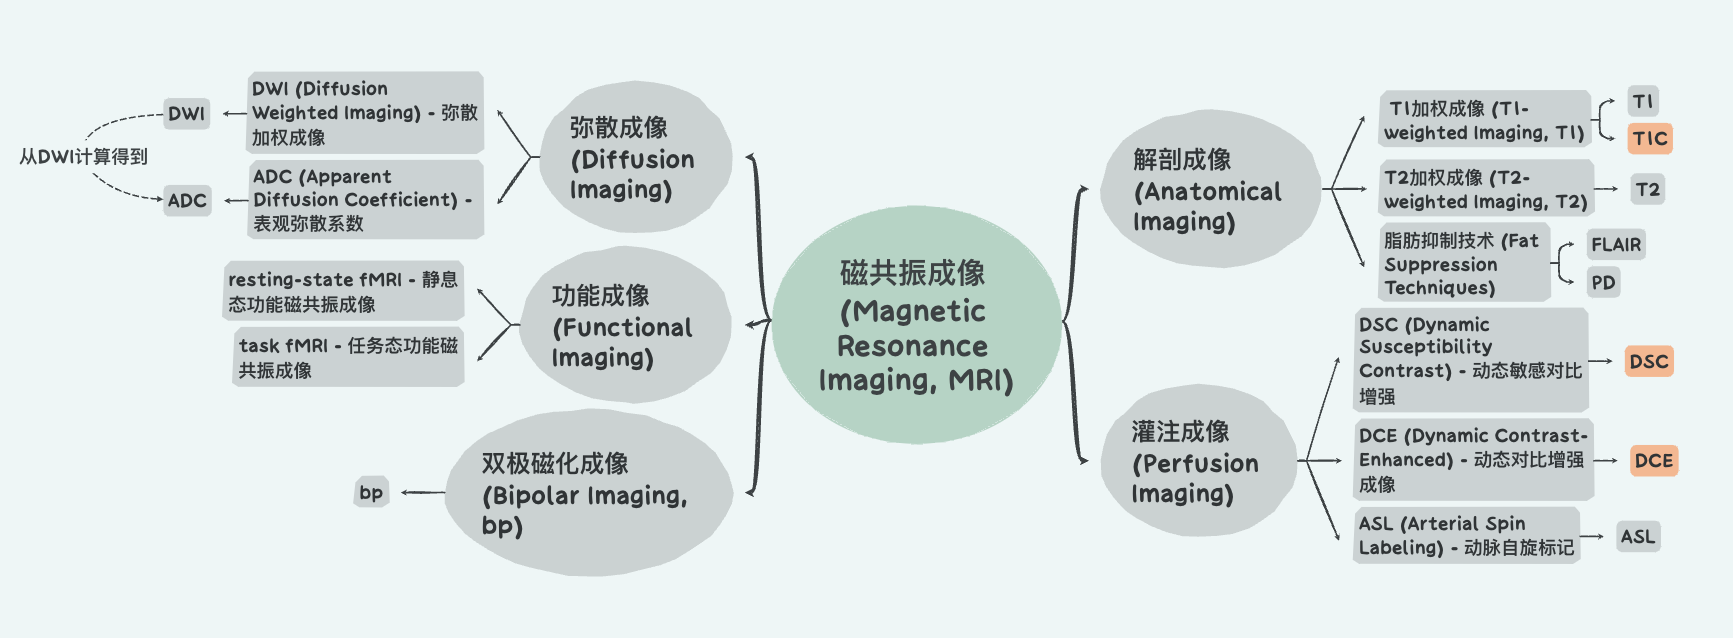 磁共振成像
(Magnetic
Resonance
Imaging, MRI)
弥散成像
(Diffusion
Imaging)
DWI (Diffusion
Weighted Imaging) - 弥散
加权成像
DWI
ADC (Apparent
Diffusion Coefficient) -
表观弥散系数
ADC
从DWI计算得到
功能成像
(Functional
Imaging)
resting-state fMRI - 静息
态功能磁共振成像
task fMRI - 任务态功能磁
共振成像
双极磁化成像
(Bipolar Imaging,
bp)
bp
解剖成像
(Anatomical
Imaging)
T1加权成像 (T1-
weighted Imaging, T1)
T1
T1C
T2加权成像 (T2-
weighted Imaging, T2)
T2
脂肪抑制技术 (Fat
Suppression
Techniques)
FLAIR
PD
灌注成像
(Perfusion
Imaging)
DSC (Dynamic
Susceptibility
Contrast) - 动态敏感对比
增强
DSC
DCE (Dynamic Contrast-
Enhanced) - 动态对比增强
成像
DCE
ASL (Arterial Spin
Labeling) - 动脉自旋标记
ASL